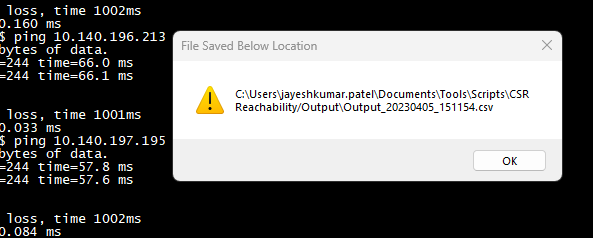 loss, time 1002ms
0.160 ms
$ ping 10.140.196.213
bytes of data.
=244 time=66.0 ms
=244 time=66.1 ms
loss, time 1001ms
0.033 ms
$ ping 10.140.197.195
bytes of data.
=244 time=57.8 ms
=244 time=57.6 ms
loss, time 1002ms
0.084 ms
File Saved Below Location
C:\Users\jayeshkumar.patel\Documents\Tools\Scripts\CSR
Reachability/Output\Output_20230405_151154.csv
OK